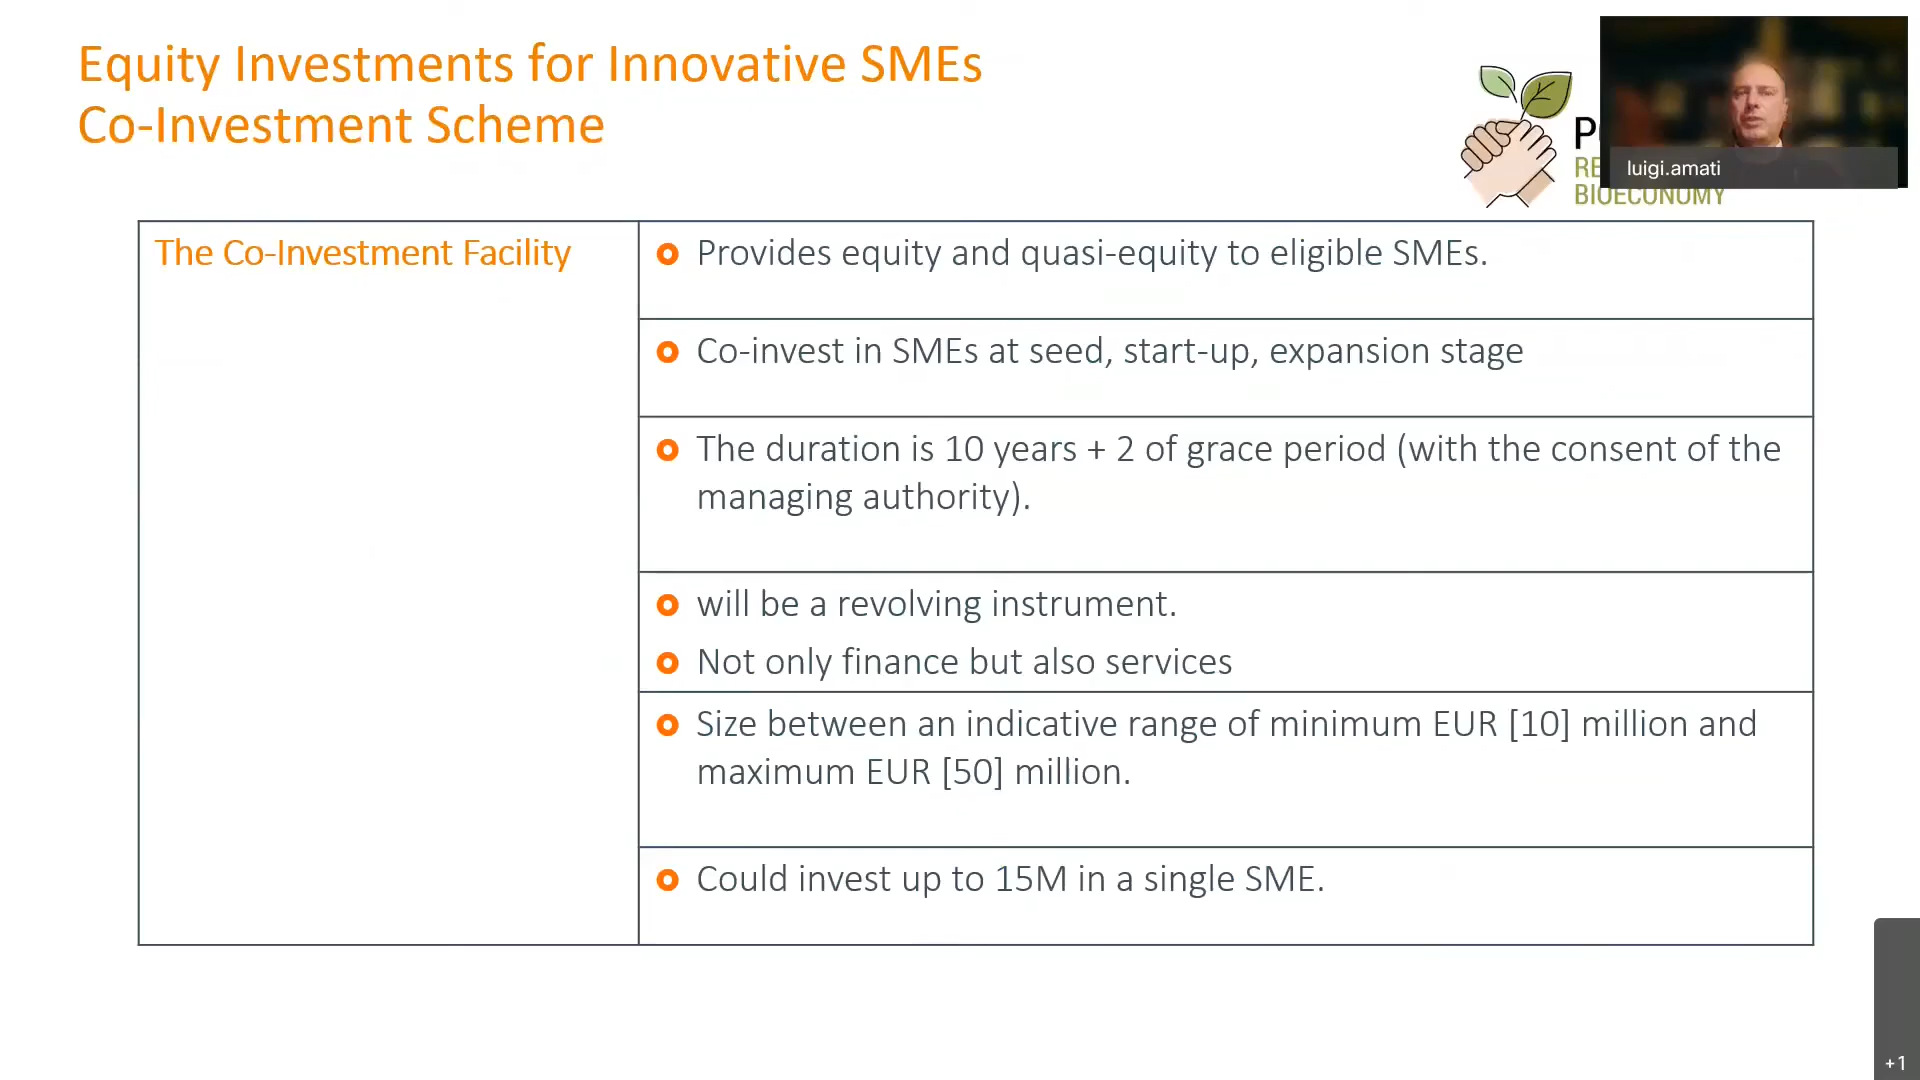 Equity Investments for Innovative SMEs
Co-Investment Scheme
luigi.amati
BIOECONOMY
The Co-Investment Facility
Provides equity and quasi-equity to eligible SMEs.
Co-invest in SMEs at seed, start-up, expansion stage
The duration is 10 years + 2 of grace period (with the consent of the
managing authority).
will be a revolving instrument.
Not only finance but also services
Size between an indicative range of minimum EUR [10] million and
maximum EUR [50] million.
Could invest up to 15M in a single SME.
+1